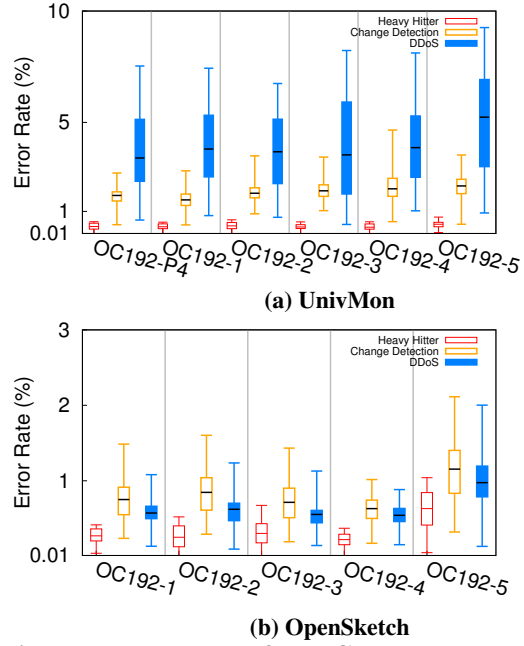 10
5
1
0.01
Error Rate (%)
Heavy Hitter
Change Detection
DDoS
OC192-P4 OC192-1 OC192-2 OC192-3 OC192-4 OC192-5
(a) UnivMon
3
2
1
0.01
Error Rate (%)
Heavy Hitter
Change Detection
DDoS
OC192-1 OC192-2 OC192-3 OC192-4 OC192-5
(b) OpenSketch